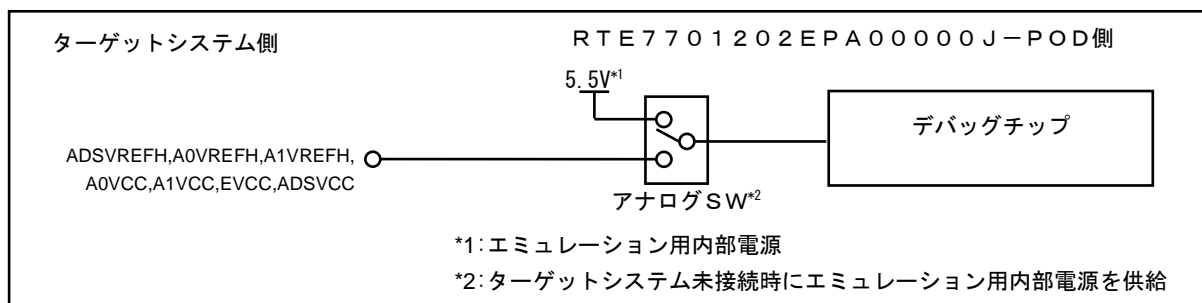 ターゲットシステム側
RTE7701202EPA00000J－POD側
5.5V*1
デバッグチップ
ADSVREFH,A0VREFH,A1VREFH,
A0VCC,A1VCC,EVCC,ADSVCC
アナログSW*2
*1:エミュレーション用内部電源
*2:ターゲットシステム未接続時にエミュレーション用内部電源を供給